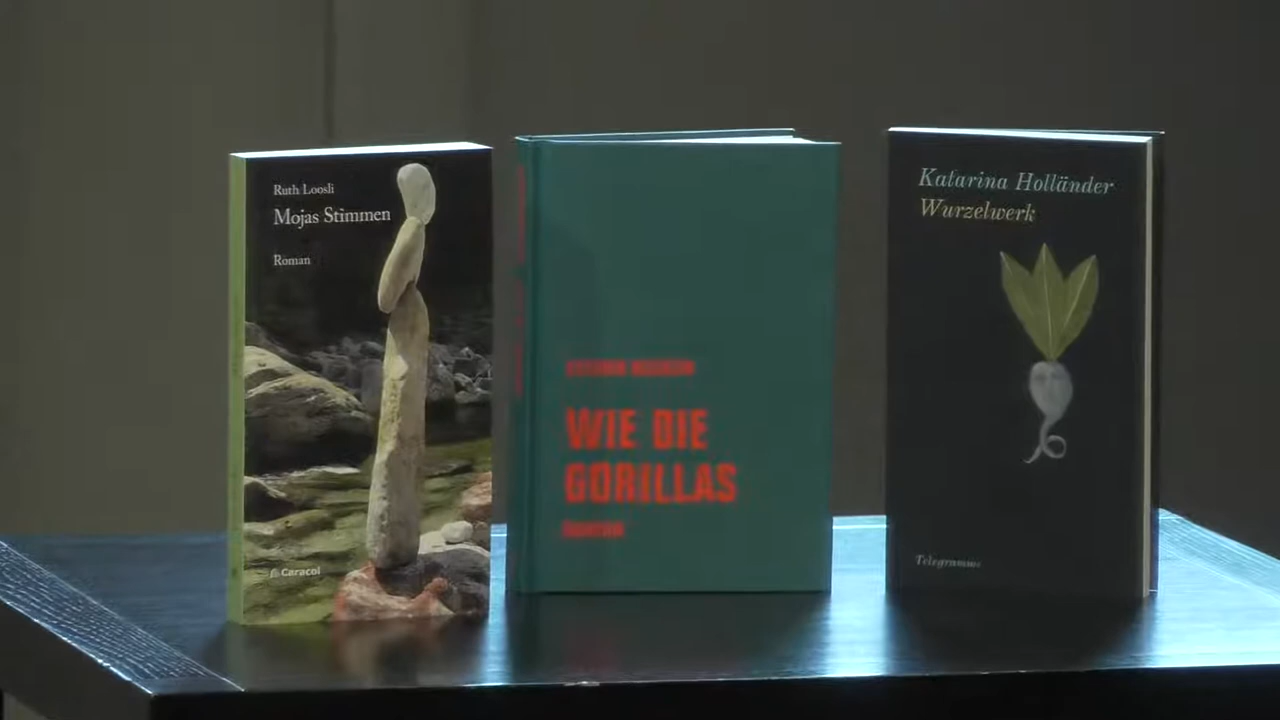 Ruth Loosli
Mojas Stimmen
Roman
Caracol
WIE DIE
GORILLAS
Katarina Holländer
Wurzelwerk
Telegramme